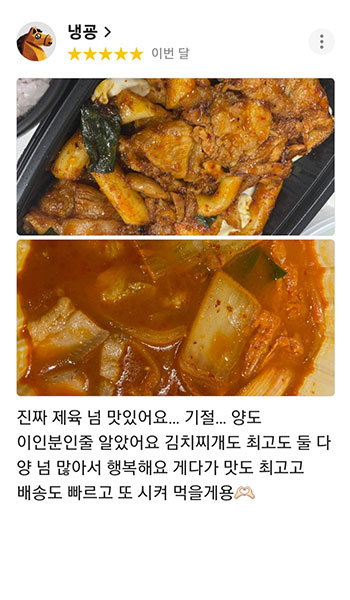 냉굥
이번 달
진짜 제육 넘 맛있어요... 기절... 양도
이인분인줄 알았어요 김치찌개도 최고도 둘 다
양 넘 많아서 행복해요 게다가 맛도 최고고
배송도 빠르고 또 시켜 먹을게용🫶🏻